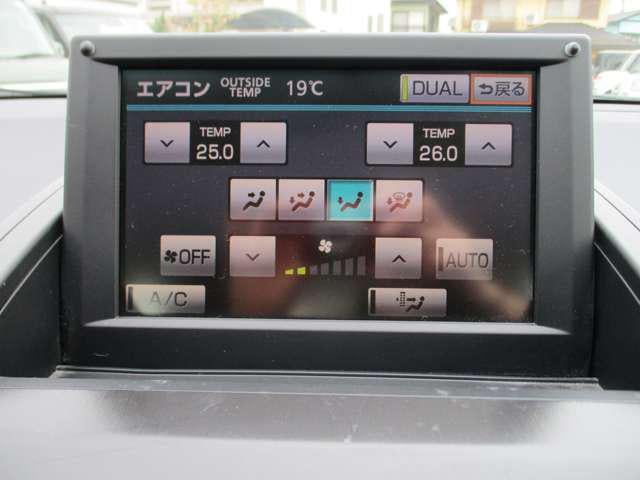 エアコン OUTSIDE TEMP 19℃ DUAL 戻る
TEMP 25.0
TEMP 26.0
OFF
AUTO
A/C